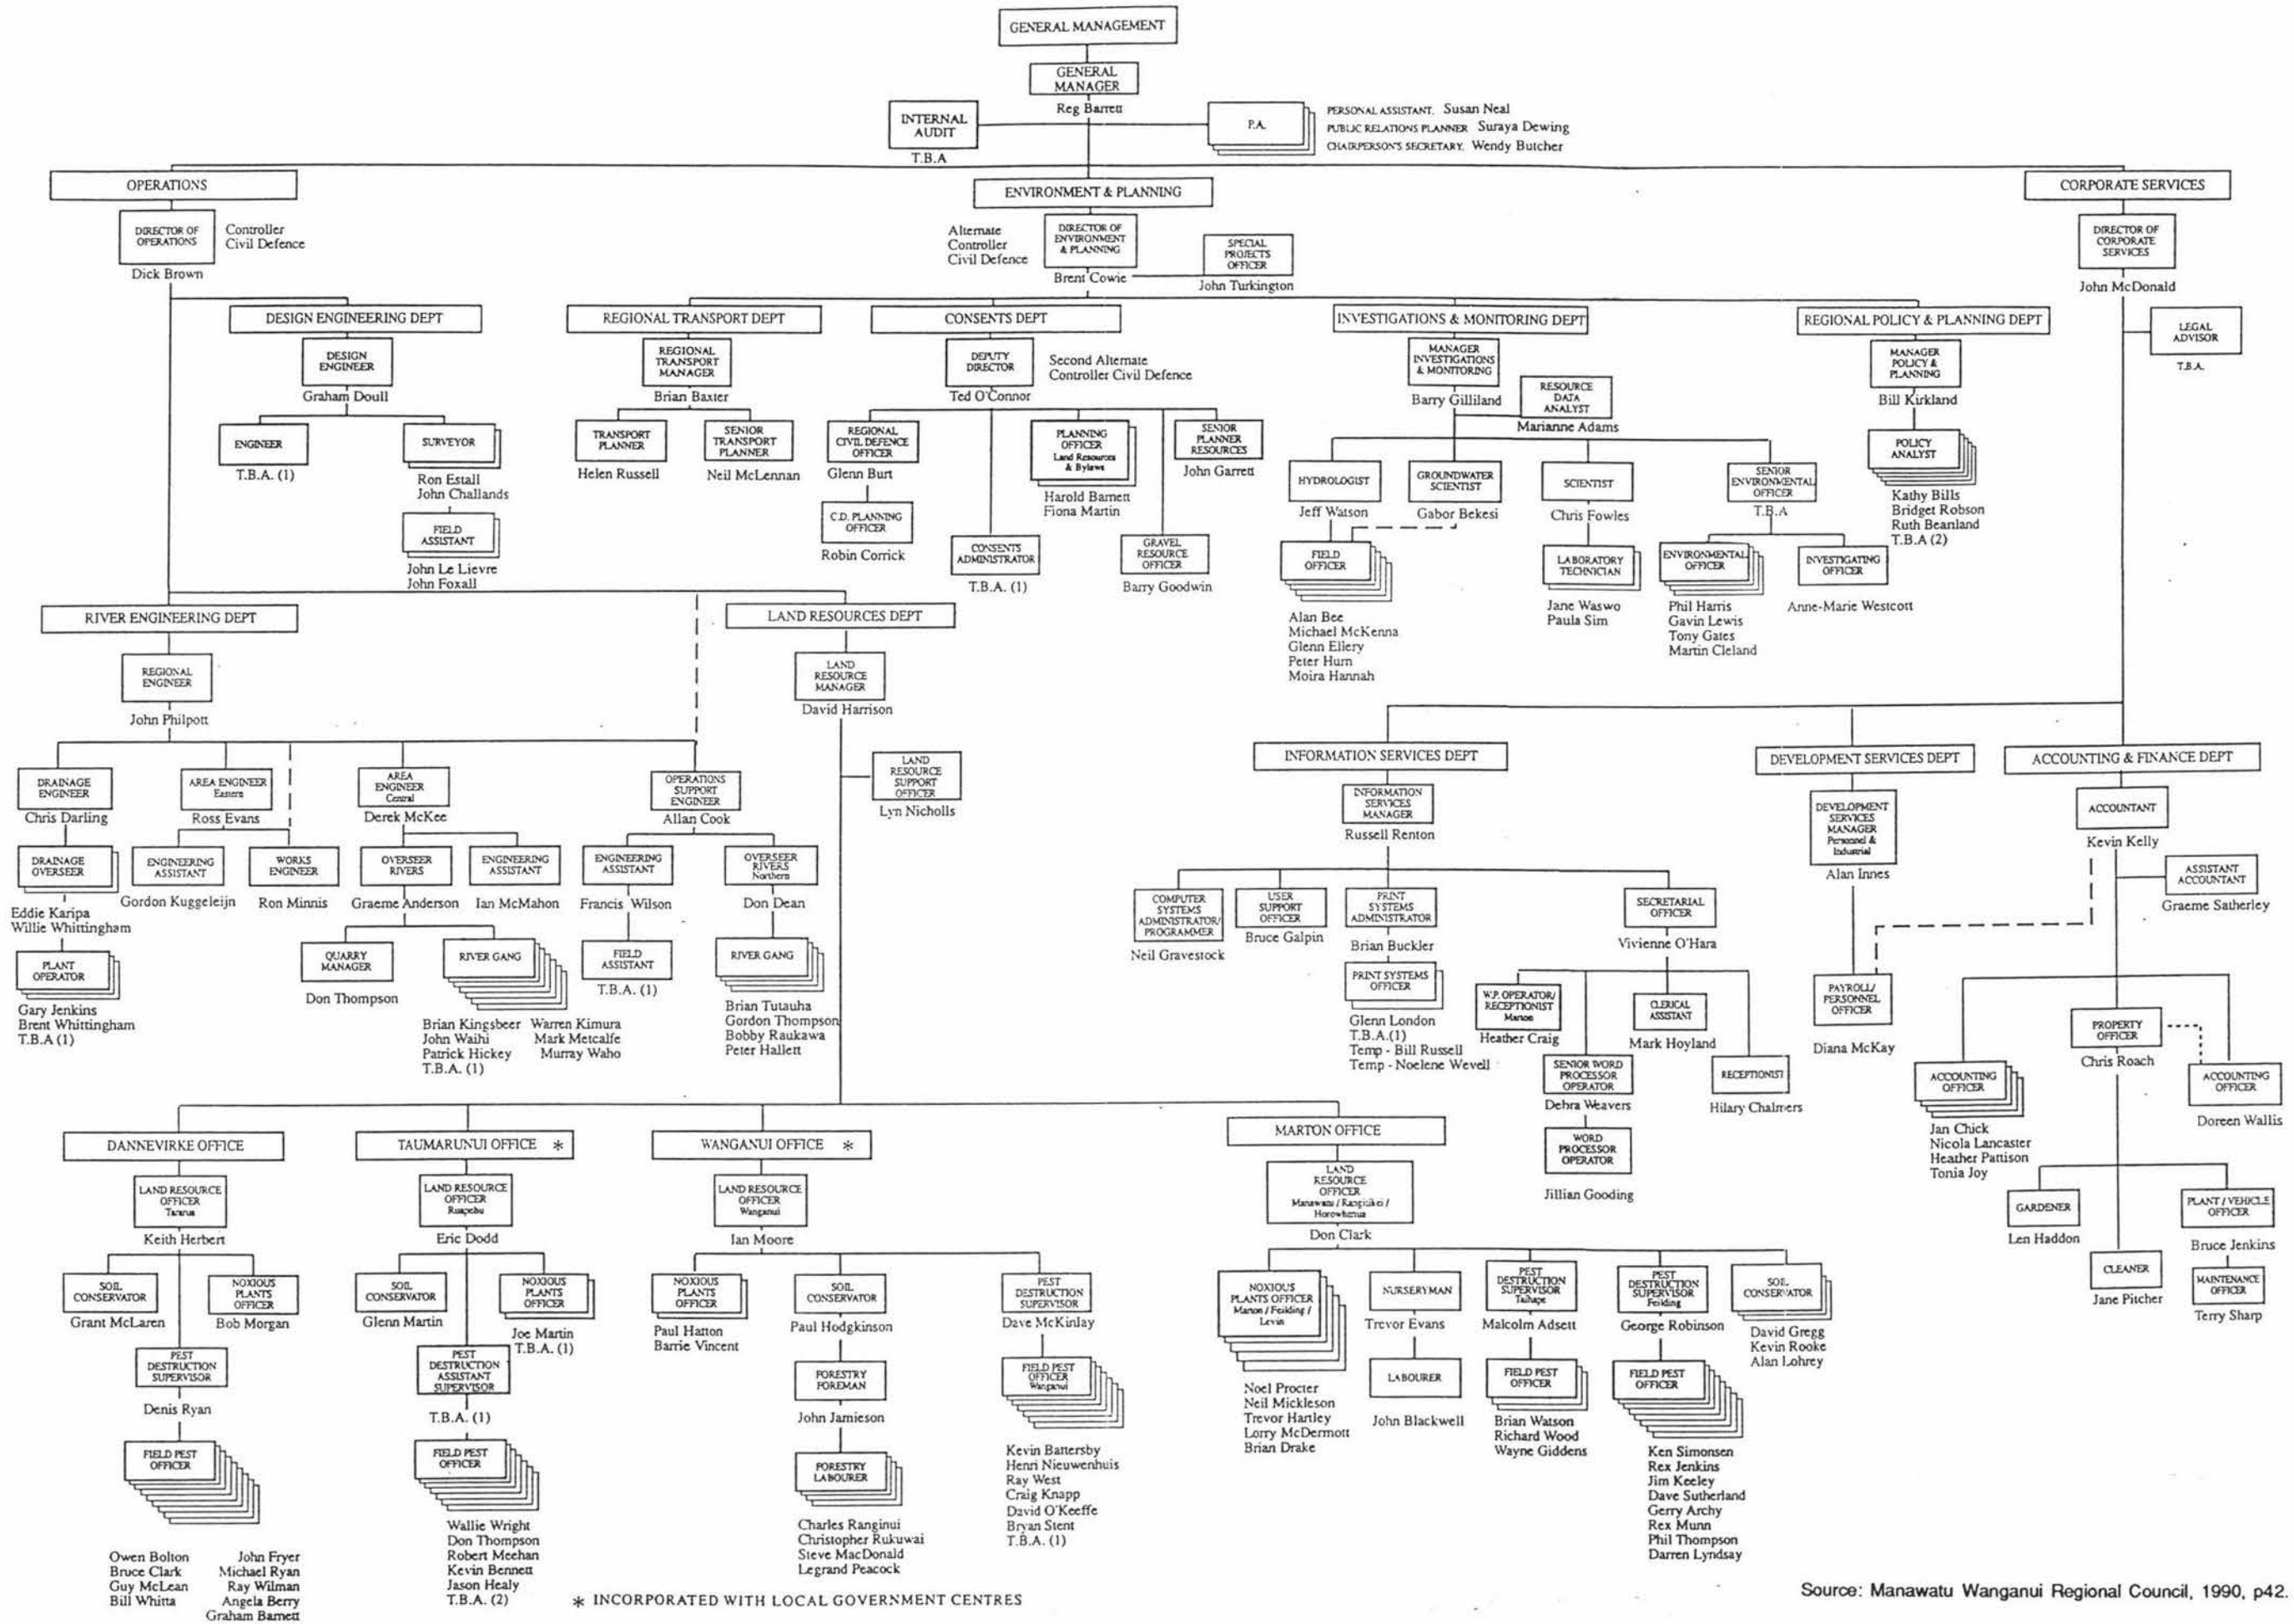 GENERAL MANAGEMENT
GENERAL
MANAGER
Reg Barrett
INTERNAL
AUDIT
T.B.A
P.A.
PERSONAL ASSISTANT. Susan Neal
PUBLIC RELATIONS PLANNER Suraya Dewing
CHAIRPERSON'S SECRETARY. Wendy Butcher
OPERATIONS
DIRECTOR OF
OPERATIONS
Controller
Civil Defence
Dick Brown
ENVIRONMENT & PLANNING
Alternate
Controller
Civil Defence
DIRECTOR OF
ENVIRONMENT
& PLANNING
Brent Cowie
SPECIAL
PROJECTS
OFFICER
John Turkington
CORPORATE SERVICES
DIRECTOR OF
CORPORATE
SERVICES
John McDonald
LEGAL
ADVISOR
T.B.A.
DESIGN ENGINEERING DEPT
DESIGN
ENGINEER
Graham Doull
ENGINEER
T.B.A. (1)
SURVEYOR
Ron Estall
John Challands
FIELD
ASSISTANT
John Le Lievre
John Foxall
REGIONAL TRANSPORT DEPT
REGIONAL
TRANSPORT
MANAGER
Brian Baxter
TRANSPORT
PLANNER
Helen Russell
SENIOR
TRANSPORT
PLANNER
Neil McLennan
CONSENTS DEPT
DEPUTY
DIRECTOR
Second Alternate
Controller Civil Defence
Ted O'Connor
REGIONAL
CIVIL DEFENCE
OFFICER
Glenn Burt
C.D. PLANNING
OFFICER
Robin Corrick
CONSENTS
ADMINISTRATOR
T.B.A. (1)
PLANNING
OFFICER
Land Resources
& Bylaws
Harold Barnett
Fiona Martin
GRAVEL
RESOURCE
OFFICER
Barry Goodwin
SENIOR
PLANNER
RESOURCES
John Garrett
INVESTIGATIONS & MONITORING DEPT
MANAGER
INVESTIGATIONS
& MONITORING
Barry Gilliland
RESOURCE
DATA
ANALYST
Marianne Adams
HYDROLOGIST
Jeff Watson
GROUNDWATER
SCIENTIST
Gabor Bekesi
FIELD
OFFICER
Alan Bee
Michael McKenna
Glenn Ellery
Peter Hurn
Moira Hannah
SCIENTIST
Chris Fowles
LABORATORY
TECHNICIAN
Jane Waswo
Paula Sim
SENIOR
ENVIRONMENTAL
OFFICER
T.B.A
ENVIRONMENTAL
OFFICER
Phil Harris
Gavin Lewis
Tony Gates
Martin Cleland
INVESTIGATING
OFFICER
Anne-Marie Westcott
REGIONAL POLICY & PLANNING DEPT
MANAGER
POLICY &
PLANNING
Bill Kirkland
POLICY
ANALYST
Kathy Bills
Bridget Robson
Ruth Beanland
T.B.A (2)
RIVER ENGINEERING DEPT
REGIONAL
ENGINEER
John Philpott
DRAINAGE
ENGINEER
Chris Darling
DRAINAGE
OVERSEER
Eddie Karipa
Willie Whittingham
PLANT
OPERATOR
Gary Jenkins
Brent Whittingham
T.B.A (1)
AREA ENGINEER
Eastern
Ross Evans
ENGINEERING
ASSISTANT
Gordon Kuggeleijn
WORKS
ENGINEER
Ron Minnis
AREA
ENGINEER
Central
Derek McKee
OVERSEER
RIVERS
Graeme Anderson
ENGINEERING
ASSISTANT
Ian McMahon
QUARRY
MANAGER
Don Thompson
RIVER GANG
Brian Kingsbeer Warren Kimura
John Waihi Mark Metcalfe
Patrick Hickey Murray Waho
T.B.A. (1)
OPERATIONS
SUPPORT
ENGINEER
Allan Cook
ENGINEERING
ASSISTANT
Francis Wilson
FIELD
ASSISTANT
T.B.A. (1)
OVERSEER
RIVERS
Northern
Don Dean
RIVER GANG
Brian Tutauha
Gordon Thompson
Bobby Raukawa
Peter Hallett
LAND RESOURCES DEPT
LAND
RESOURCE
MANAGER
David Harrison
LAND
RESOURCE
SUPPORT
OFFICER
Lyn Nicholls
INFORMATION SERVICES DEPT
INFORMATION
SERVICES
MANAGER
Russell Renton
COMPUTER
SYSTEMS
ADMINISTRATOR/
PROGRAMMER
Neil Gravestock
USER
SUPPORT
OFFICER
Bruce Galpin
PRINT
SYSTEMS
ADMINISTRATOR
Brian Buckler
PRINT SYSTEMS
OFFICER
Glenn London
T.B.A.(1)
Temp - Bill Russell
Temp - Noelene Wevell
SECRETARIAL
OFFICER
Vivienne O'Hara
W.P. OPERATOR/
RECEPTIONIST
Marton
Heather Craig
SENIOR WORD
PROCESSOR
OPERATOR
Debra Weavers
WORD
PROCESSOR
OPERATOR
Jillian Gooding
CLERICAL
ASSISTANT
Mark Hoyland
RECEPTIONIST
Hilary Chalmers
DEVELOPMENT SERVICES DEPT
DEVELOPMENT
SERVICES
MANAGER
Personnel &
Industrial
Alan Innes
PAYROLL/
PERSONNEL
OFFICER
Diana McKay
ACCOUNTING & FINANCE DEPT
ACCOUNTANT
Kevin Kelly
ASSISTANT
ACCOUNTANT
Graeme Satherley
PROPERTY
OFFICER
Chris Roach
ACCOUNTING
OFFICER
Jan Chick
Nicola Lancaster
Heather Pattison
Tonia Joy
ACCOUNTING
OFFICER
Doreen Wallis
GARDENER
Len Haddon
CLEANER
Jane Pitcher
PLANT / VEHICLE
OFFICER
Bruce Jenkins
MAINTENANCE
OFFICER
Terry Sharp
DANNEVIRKE OFFICE
LAND RESOURCE
OFFICER
Tararua
Keith Herbert
SOIL
CONSERVATOR
Grant McLaren
NOXIOUS
PLANTS
OFFICER
Bob Morgan
PEST
DESTRUCTION
SUPERVISOR
Denis Ryan
FIELD PEST
OFFICER
Owen Bolton John Fryer
Bruce Clark Michael Ryan
Guy McLean Ray Wilman
Bill Whitta Angela Berry
Graham Barnett
TAUMARUNUI OFFICE *
LAND RESOURCE
OFFICER
Ruapehu
Eric Dodd
SOIL
CONSERVATOR
Glenn Martin
NOXIOUS
PLANTS
OFFICER
Joe Martin
T.B.A. (1)
PEST
DESTRUCTION
ASSISTANT
SUPERVISOR
T.B.A. (1)
FIELD PEST
OFFICER
Wallie Wright
Don Thompson
Robert Meehan
Kevin Bennett
Jason Healy
T.B.A. (2)
WANGANUI OFFICE *
LAND RESOURCE
OFFICER
Wanganui
Ian Moore
NOXIOUS
PLANTS
OFFICER
Paul Hatton
Barrie Vincent
SOIL
CONSERVATOR
Paul Hodgkinson
FORESTRY
FOREMAN
John Jamieson
FORESTRY
LABOURER
Charles Ranginui
Christopher Rukuwai
Steve MacDonald
Legrand Peacock
PEST
DESTRUCTION
SUPERVISOR
Dave McKinlay
FIELD PEST
OFFICER
Wanganui
Kevin Battersby
Henri Nieuwenhuis
Ray West
Craig Knapp
David O'Keeffe
Bryan Stent
T.B.A. (1)
MARTON OFFICE
LAND
RESOURCE
OFFICER
Manawatu / Rangitikei /
Horowhenua
Don Clark
NOXIOUS
PLANTS OFFICER
Marton / Feilding /
Levin
Noel Procter
Neil Mickleson
Trevor Hartley
Lorry McDermott
Brian Drake
NURSERYMAN
Trevor Evans
LABOURER
John Blackwell
PEST
DESTRUCTION
SUPERVISOR
Taihape
Malcolm Adsett
FIELD PEST
OFFICER
Brian Watson
Richard Wood
Wayne Giddens
PEST
DESTRUCTION
SUPERVISOR
Feilding
George Robinson
FIELD PEST
OFFICER
Ken Simonsen
Rex Jenkins
Jim Keeley
Dave Sutherland
Gerry Archy
Rex Munn
Phil Thompson
Darren Lyndsay
SOIL
CONSERVATOR
David Gregg
Kevin Rooke
Alan Lohrey
* INCORPORATED WITH LOCAL GOVERNMENT CENTRES
Source: Manawatu Wanganui Regional Council, 1990, p42.